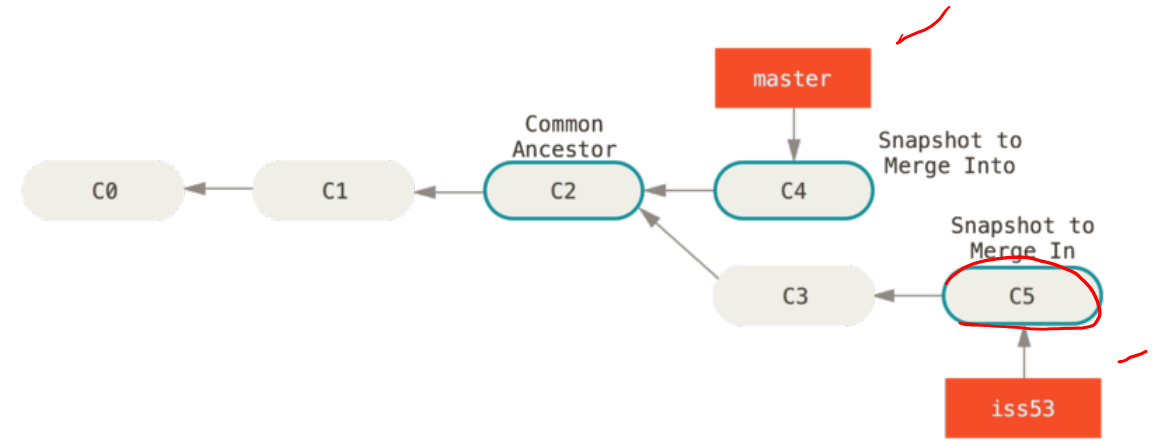 master
Common
Ancestor
Snapshot to
Merge Into
C0
C1
C2
C4
Snapshot to
Merge In
C3
C5
iss53